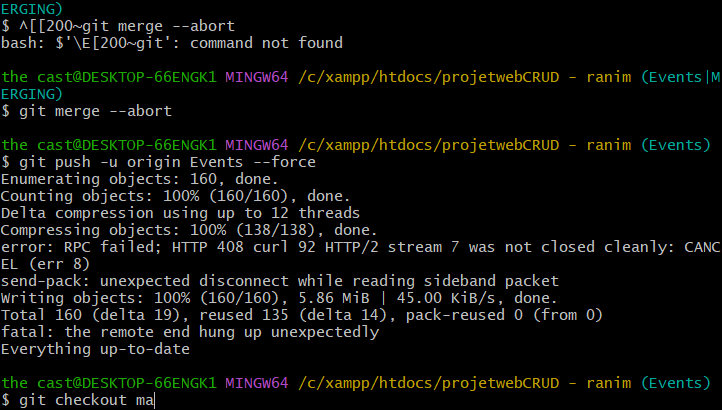 ERGING)
$ ^[[200~git merge --abort
bash: $'\E[200~git': command not found
the cast@DESKTOP-66ENGK1 MINGW64 /c/xampp/htdocs/projetwebCRUD - ranim (Events|M
ERGING)
$ git merge --abort
the cast@DESKTOP-66ENGK1 MINGW64 /c/xampp/htdocs/projetwebCRUD - ranim (Events)
$ git push -u origin Events --force
Enumerating objects: 160, done.
Counting objects: 100% (160/160), done.
Delta compression using up to 12 threads
Compressing objects: 100% (138/138), done.
error: RPC failed; HTTP 408 curl 92 HTTP/2 stream 7 was not closed cleanly: CANC
EL (err 8)
send-pack: unexpected disconnect while reading sideband packet
Writing objects: 100% (160/160), 5.86 MiB | 45.00 KiB/s, done.
Total 160 (delta 19), reused 135 (delta 14), pack-reused 0 (from 0)
fatal: the remote end hung up unexpectedly
Everything up-to-date
the cast@DESKTOP-66ENGK1 MINGW64 /c/xampp/htdocs/projetwebCRUD - ranim (Events)
$ git checkout ma